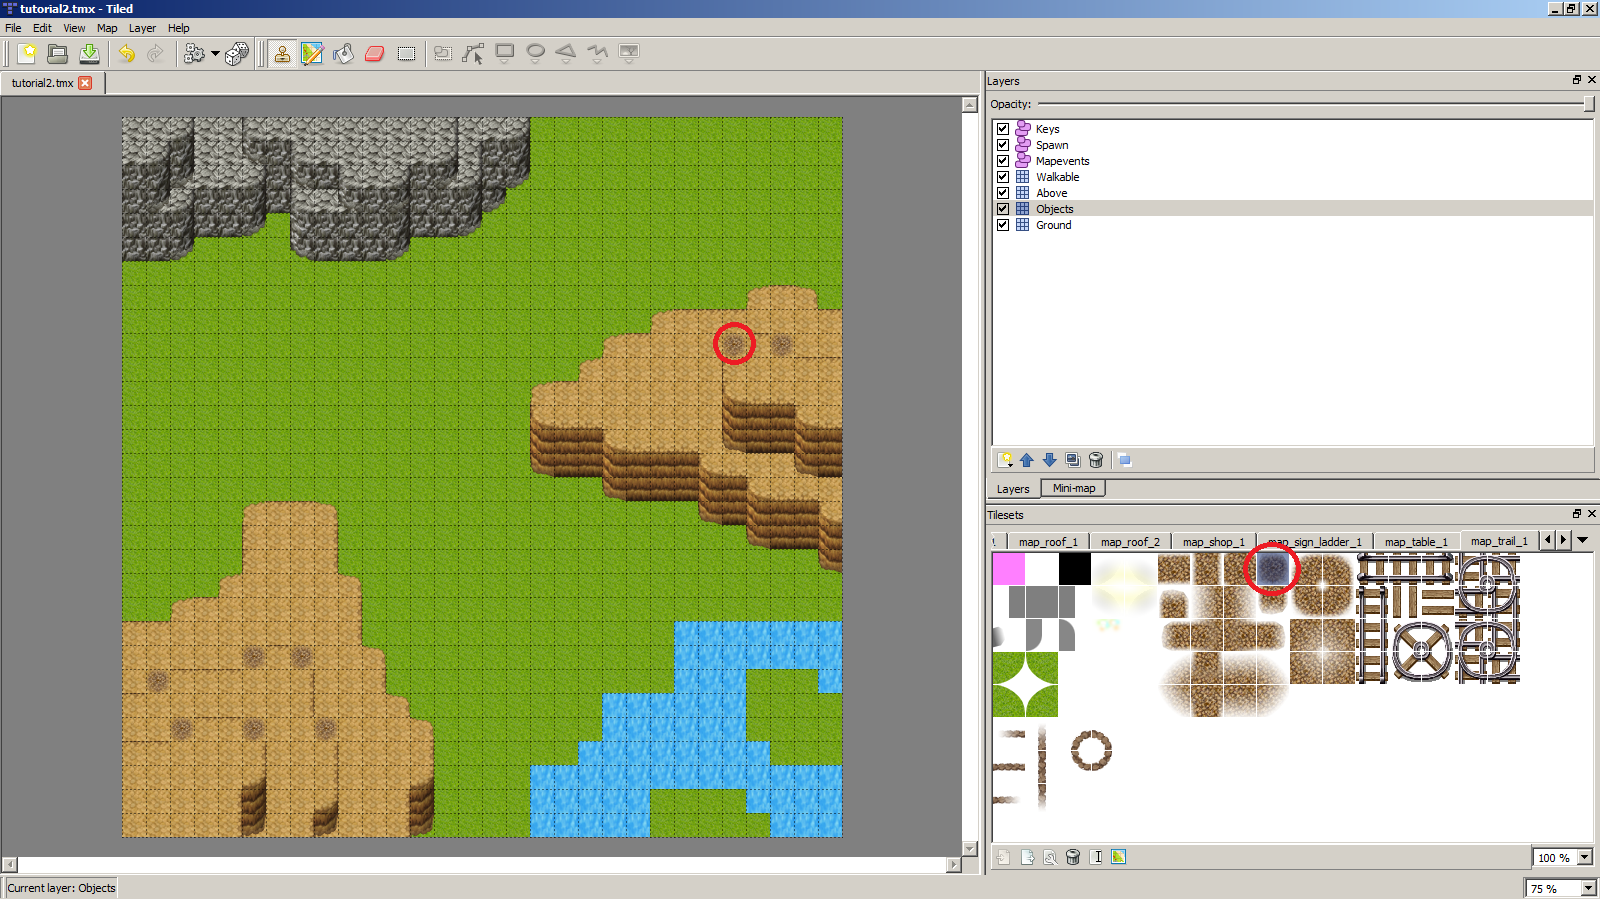 tutorial2.tmx - Tiled
File Edit View Map Layer Help
tutorial2.tmx
Layers
Opacity:
Keys
Spawn
Mapevents
Walkable
Above
Objects
Ground
Layers Mini-map
Tilesets
map_roof_1 map_roof_2 map_shop_1 map_sign_ladder_1 map_table_1 map_trail_1
100 %
Current layer: Objects
75 %